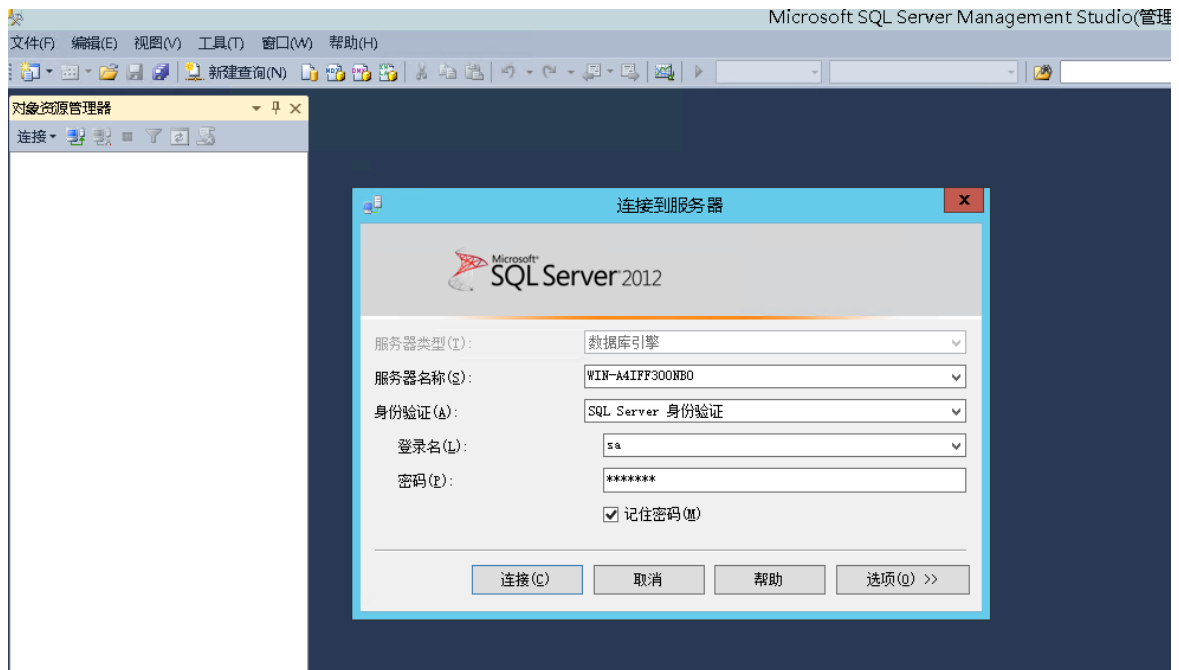 Microsoft SQL Server Management Studio(管理
文件(F) 编辑(E) 视图(V) 工具(T) 窗口(W) 帮助(H)
新建查询(N)
对象资源管理器
连接
连接到服务器
Microsoft
SQL Server 2012
服务器类型(T): 数据库引擎
服务器名称(S): WIN-A4IFF300NB0
身份验证(A): SQL Server 身份验证
登录名(L): sa
密码(P): *******
记住密码(M)
连接(C) 取消 帮助 选项(O) >>